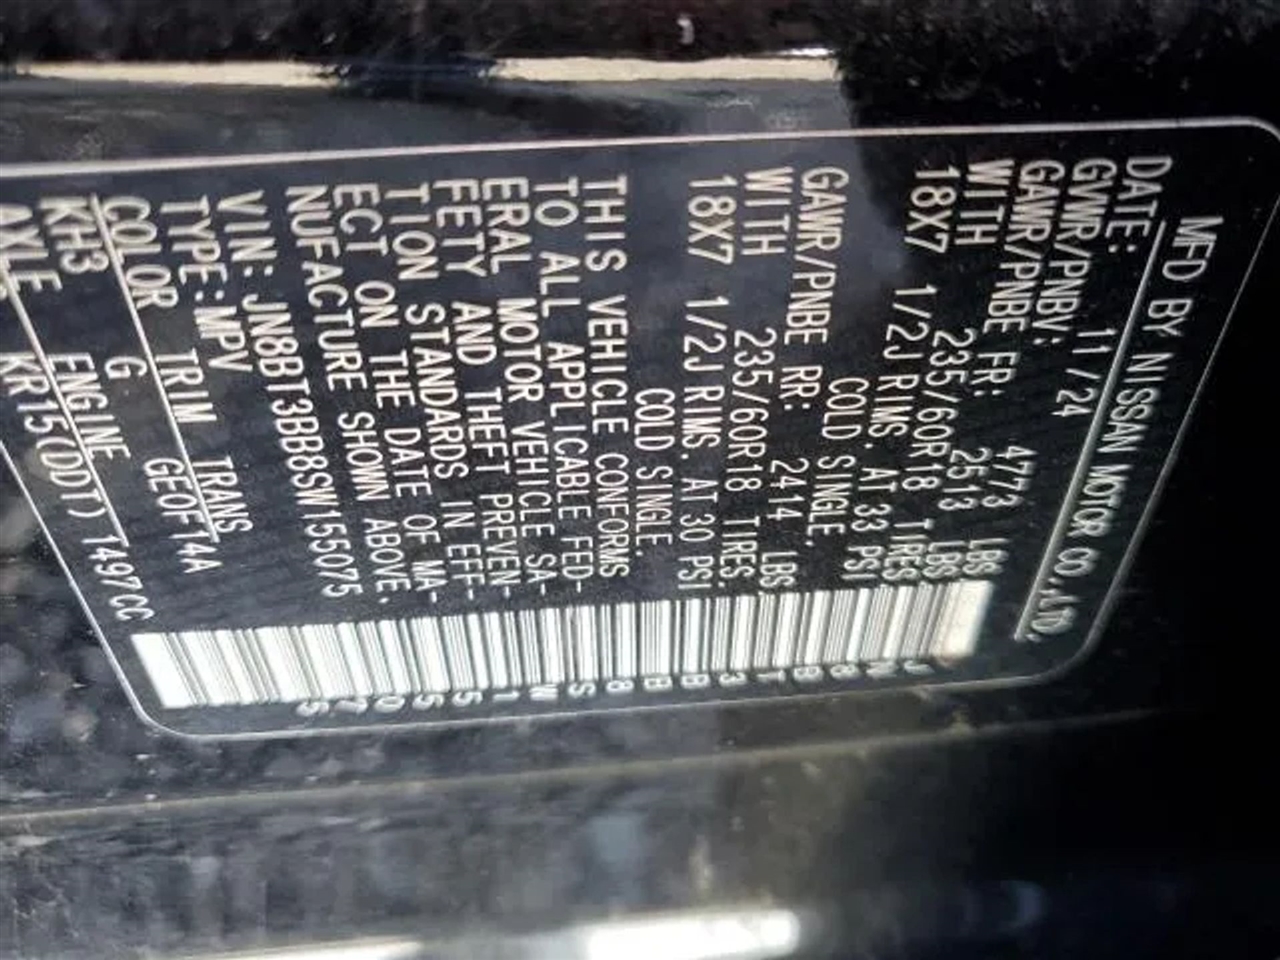 MFD BY NISSAN MOTOR CO.,LTD.
DATE: 11/24
GVWR/PNBV: 4773 LBS
GAWR/PNBE FR: 2513 LBS
WITH 235/60R18 TIRES,
18X7 1/2J RIMS, AT 33 PSI
COLD SINGLE.
GAWR/PNBE RR: 2414 LBS,
WITH 235/60R18 TIRES,
18X7 1/2J RIMS, AT 30 PSI
COLD SINGLE.
THIS VEHICLE CONFORMS
TO ALL APPLICABLE FED-
ERAL MOTOR VEHICLE SA-
FETY AND THEFT PREVEN-
TION STANDARDS IN EFF-
ECT ON THE DATE OF MA-
NUFACTURE SHOWN ABOVE.
VIN: JN8BT3BB8SW155075
TYPE:MPV
COLOR TRIM TRANS
KH3 G GEOF14A
AXLE ENGINE
KR15(DDT) 1497CC
JN8BT3BB8SW155075